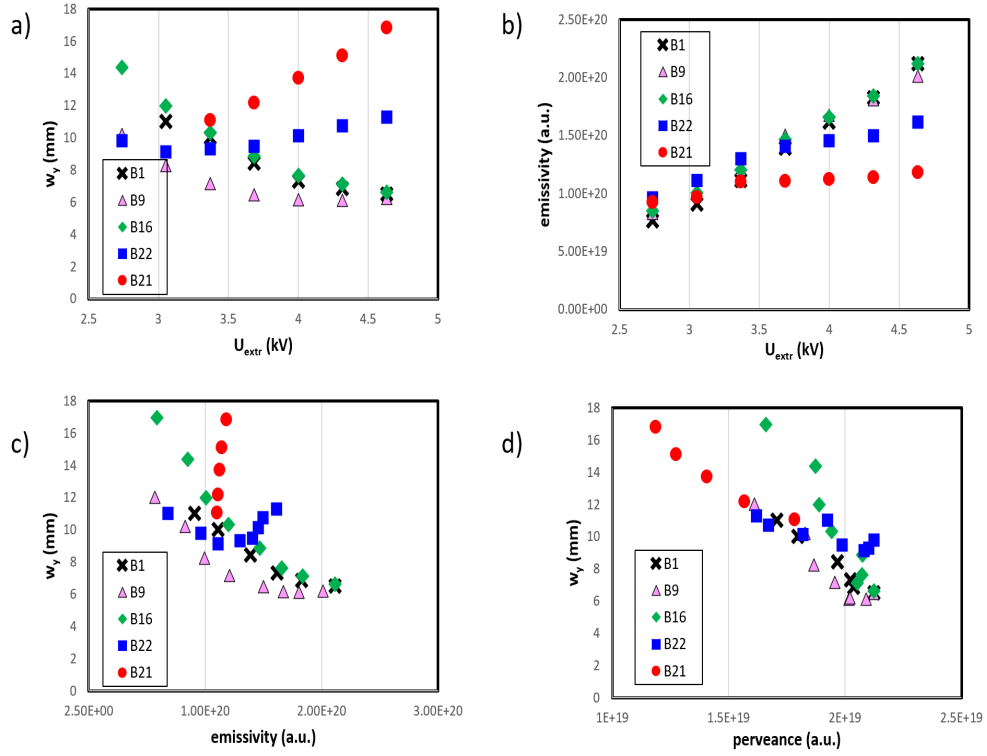 a)
18
16
14
12
10
8
6
4
2
0
w_y (mm)
B1
B9
B16
B22
B21
2.5 3 3.5 4 4.5 5
U_extr (kV)
b)
2.50E+20
2.00E+20
1.50E+20
1.00E+20
5.00E+19
0.00E+00
emissivity (a.u.)
B1
B9
B16
B22
B21
2.5 3 3.5 4 4.5 5
U_extr (kV)
c)
18
16
14
12
10
8
6
4
2
0
w_y (mm)
B1
B9
B16
B22
B21
2.50E+00 1.00E+20 2.00E+20 3.00E+20
emissivity (a.u.)
d)
18
16
14
12
10
8
6
4
2
0
w_y (mm)
B1
B9
B16
B22
B21
1E+19 1.5E+19 2E+19 2.5E+19
perveance (a.u.)